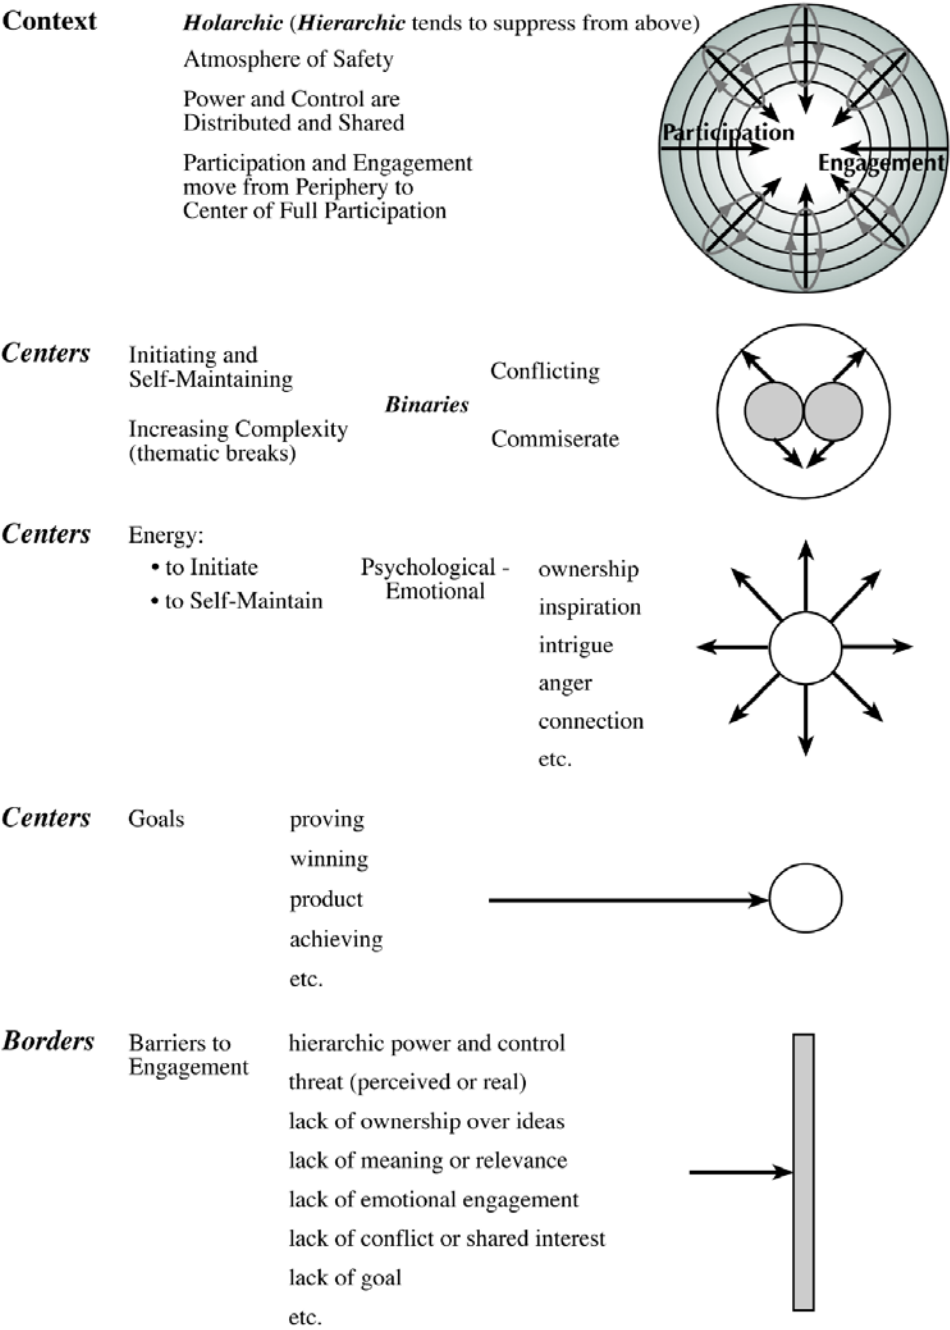 Context
Holarchic (Hierarchic tends to suppress from above)
Atmosphere of Safety
Power and Control are
Distributed and Shared
Participation and Engagement
move from Periphery to
Center of Full Participation
Participation
Engagement
Centers
Initiating and
Self-Maintaining
Increasing Complexity
(thematic breaks)
Binaries
Conflicting
Commiserate
Centers
Energy:
• to Initiate
• to Self-Maintain
Psychological -
Emotional
ownership
inspiration
intrigue
anger
connection
etc.
Centers
Goals
proving
winning
product
achieving
etc.
Borders
Barriers to
Engagement
hierarchic power and control
threat (perceived or real)
lack of ownership over ideas
lack of meaning or relevance
lack of emotional engagement
lack of conflict or shared interest
lack of goal
etc.